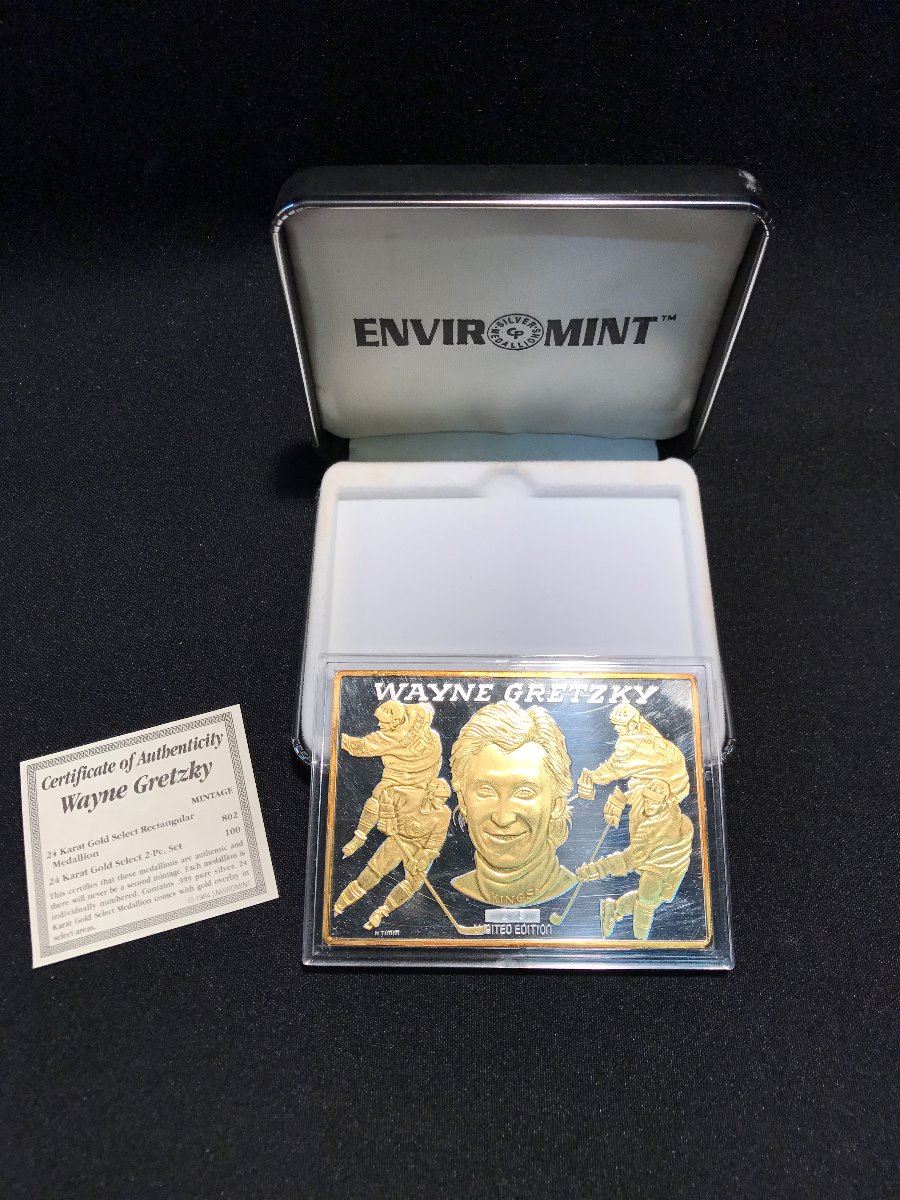 ENVIROMINT™
SILVER
CP
MEDALLIONS
WAYNE GRETZKY
KINGS
LIMITED EDITION
H TIMM
Certificate of Authenticity
Wayne Gretzky
MINTAGE
24 Karat Gold Select Rectangular 802
Medallion
24 Karat Gold Select 2-Pc. Set 100
This certifies that these medallions are authentic and
there will never be a second mintage. Each medallion is
individually numbered. Contains .999 pure silver. 24
Karat Gold Select Medallion comes with gold overlay in
select areas. © 1994 ENVIROMINT